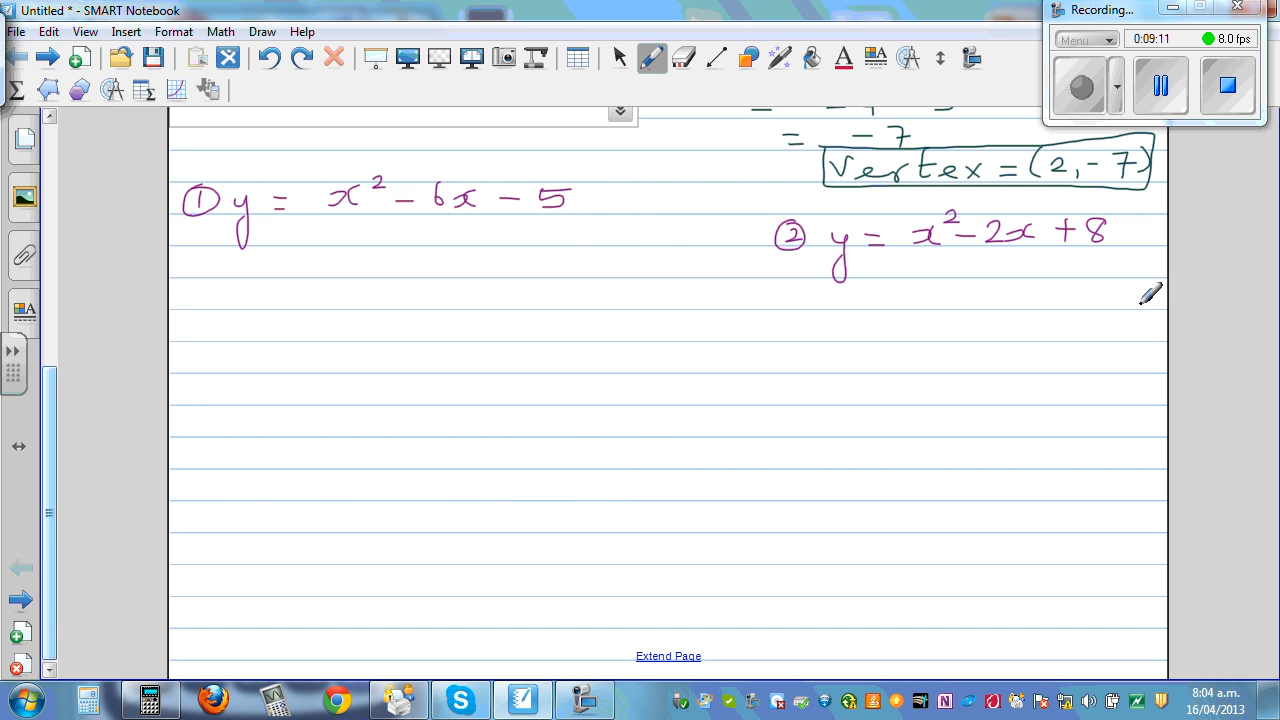 Untitled * - SMART Notebook
File Edit View Insert Format Math Draw Help
Recording...
Menu
0:09:11
8.0 fps
= - 7
Vertex = (2, - 7)
① y = x² - 6x - 5
② y = x² - 2x + 8
Extend Page
8:04 a.m.
16/04/2013